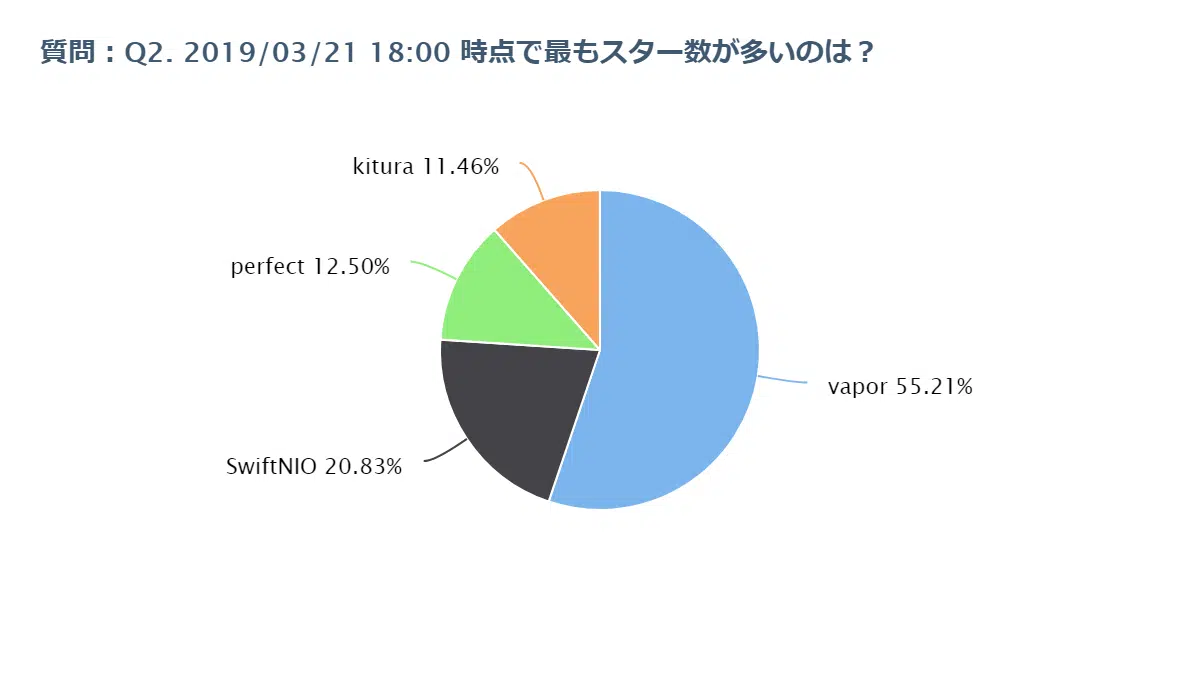 質問：Q2. 2019/03/21 18:00 時点で最もスター数が多いのは？
kitura 11.46%
perfect 12.50%
vapor 55.21%
SwiftNIO 20.83%